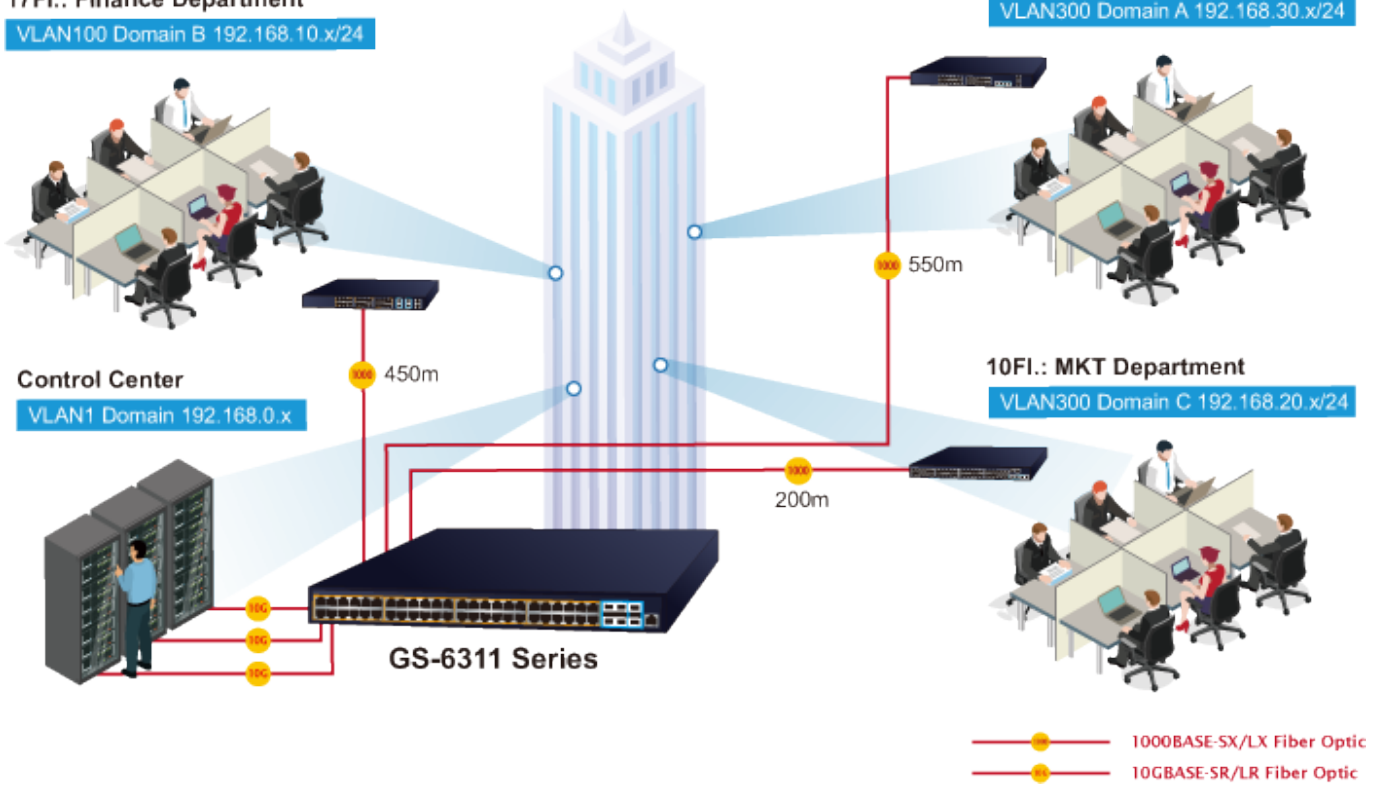 17Fl.: Finance Department
VLAN100 Domain B 192.168.10.x/24
VLAN300 Domain A 192.168.30.x/24
1000 550m
1000 450m
Control Center
VLAN1 Domain 192.168.0.x
10Fl.: MKT Department
VLAN300 Domain C 192.168.20.x/24
1000
200m
10G
10G
10G
GS-6311 Series
1000 1000BASE-SX/LX Fiber Optic
10G 10GBASE-SR/LR Fiber Optic